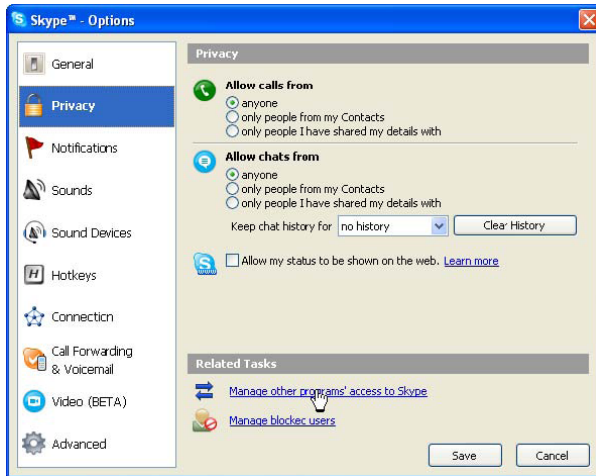 Skype™ - Options
General
Privacy
Notifications
Sounds
Sound Devices
H
Hotkeys
Connection
Call Forwarding
& Voicemail
Video (BETA)
Advanced
Privacy
Allow calls from
anyone
only people from my Contacts
only people I have shared my details with
Allow chats from
anyone
only people from my Contacts
only people I have shared my details with
Keep chat history for no history Clear History
Allow my status to be shown on the web. Learn more
Related Tasks
Manage other programs' access to Skype
Manage blocked users
Save Cancel